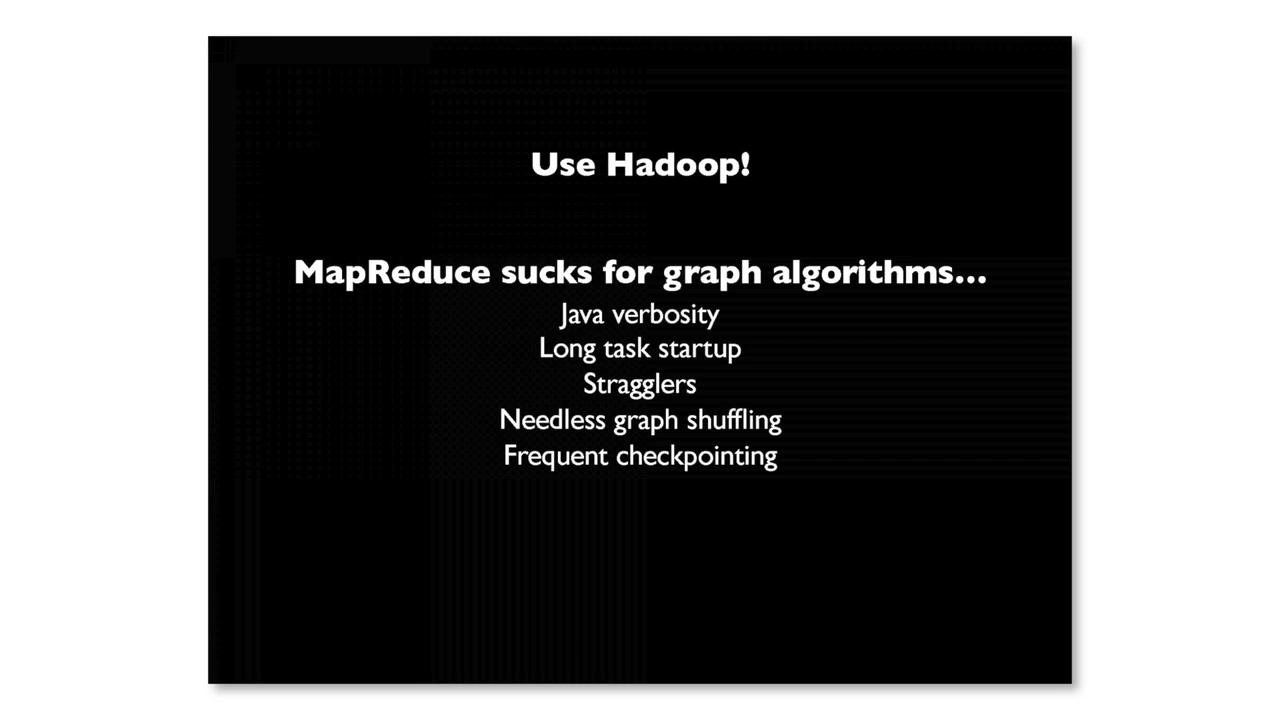 Use Hadoop!
MapReduce sucks for graph algorithms...
Java verbosity
Long task startup
Stragglers
Needless graph shuffling
Frequent checkpointing